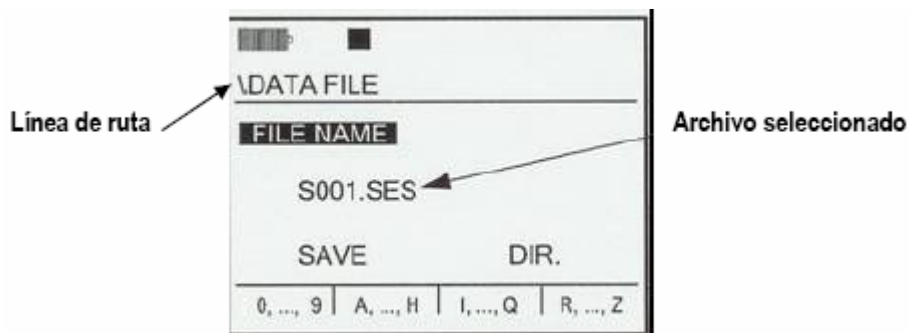 \DATA FILE
Línea de ruta
FILE NAME
Archivo seleccionado
S001.SES
SAVE DIR.
0, ..., 9 A, ..., H I, ..., Q R, ..., Z